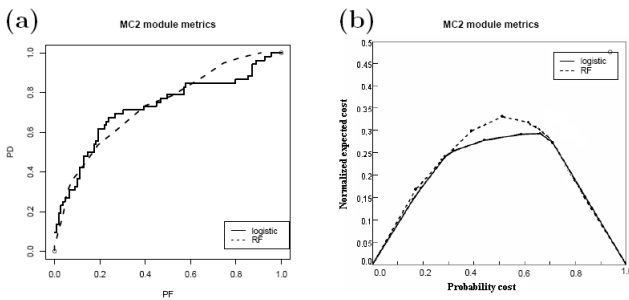 (a)
MC2 module metrics
PD
1.0
0.8
0.6
0.4
0.2
0.0
logistic
RF
0.0 0.2 0.4 0.6 0.8 1.0
PF
(b)
MC2 module metrics
Normalized expected cost
0.5
0.45
0.4
0.35
0.3
0.25
0.2
0.15
0.1
0.05
0.0
logistic
RF
0.0 0.2 0.4 0.6 0.8 1.0
Probability cost